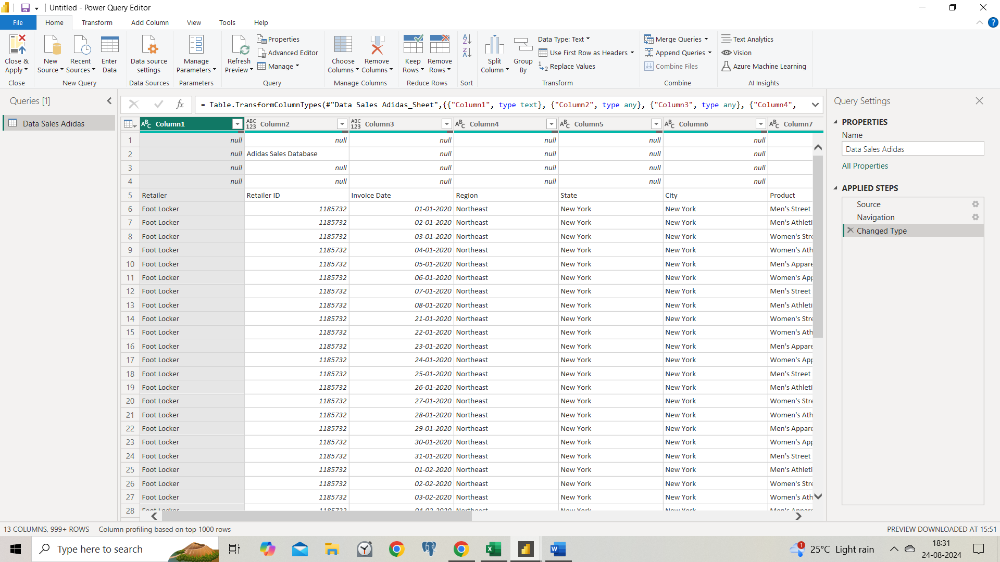 Untitled - Power Query Editor
File Home Transform Add Column View Tools Help
Close & Apply
Close
New Source
Recent Sources
Enter Data
New Query
Data source settings
Data Sources
Manage Parameters
Parameters
Refresh Preview
Properties
Advanced Editor
Manage
Query
Choose Columns
Remove Columns
Manage Columns
Keep Rows
Remove Rows
Reduce Rows
Sort
Split Column
Group By
Data Type: Text
Use First Row as Headers
Replace Values
Transform
Merge Queries
Append Queries
Combine Files
Combine
Text Analytics
Vision
Azure Machine Learning
AI Insights
Queries [1]
Data Sales Adidas
fx
= Table.TransformColumnTypes(#"Data Sales Adidas_Sheet",{{"Column1", type text}, {"Column2", type any}, {"Column3", type any}, {"Column4",
ABC Column1 ABC 123 Column2 ABC 123 Column3 ABC Column4 ABC Column5 ABC Column6 ABC Column7
1 null null null null null null
2 null Adidas Sales Database null null null null
3 null null null null null null
4 null null null null null null
5 Retailer Retailer ID Invoice Date Region State City Product
6 Foot Locker 1185732 01-01-2020 Northeast New York New York Men's Street
7 Foot Locker 1185732 02-01-2020 Northeast New York New York Men's Athleti
8 Foot Locker 1185732 03-01-2020 Northeast New York New York Women's Stre
9 Foot Locker 1185732 04-01-2020 Northeast New York New York Women's Ath
10 Foot Locker 1185732 05-01-2020 Northeast New York New York Men's Appare
11 Foot Locker 1185732 06-01-2020 Northeast New York New York Women's App
12 Foot Locker 1185732 07-01-2020 Northeast New York New York Men's Street
13 Foot Locker 1185732 08-01-2020 Northeast New York New York Men's Athleti
14 Foot Locker 1185732 21-01-2020 Northeast New York New York Women's Stre
15 Foot Locker 1185732 22-01-2020 Northeast New York New York Women's Ath
16 Foot Locker 1185732 23-01-2020 Northeast New York New York Men's Appare
17 Foot Locker 1185732 24-01-2020 Northeast New York New York Women's App
18 Foot Locker 1185732 25-01-2020 Northeast New York New York Men's Street
19 Foot Locker 1185732 26-01-2020 Northeast New York New York Men's Athleti
20 Foot Locker 1185732 27-01-2020 Northeast New York New York Women's Stre
21 Foot Locker 1185732 28-01-2020 Northeast New York New York Women's Ath
22 Foot Locker 1185732 29-01-2020 Northeast New York New York Men's Appare
23 Foot Locker 1185732 30-01-2020 Northeast New York New York Women's App
24 Foot Locker 1185732 31-01-2020 Northeast New York New York Men's Street
25 Foot Locker 1185732 01-02-2020 Northeast New York New York Men's Athleti
26 Foot Locker 1185732 02-02-2020 Northeast New York New York Women's Stre
27 Foot Locker 1185732 03-02-2020 Northeast New York New York Women's Ath
28 Foot Locker 1185732 04-02-2020 Northeast New York New York Men's Appare
Query Settings
PROPERTIES
Name
Data Sales Adidas
All Properties
APPLIED STEPS
Source
Navigation
Changed Type
13 COLUMNS, 999+ ROWS Column profiling based on top 1000 rows
PREVIEW DOWNLOADED AT 15:51
Type here to search
1 25°C Light rain
18:31
24-08-2024